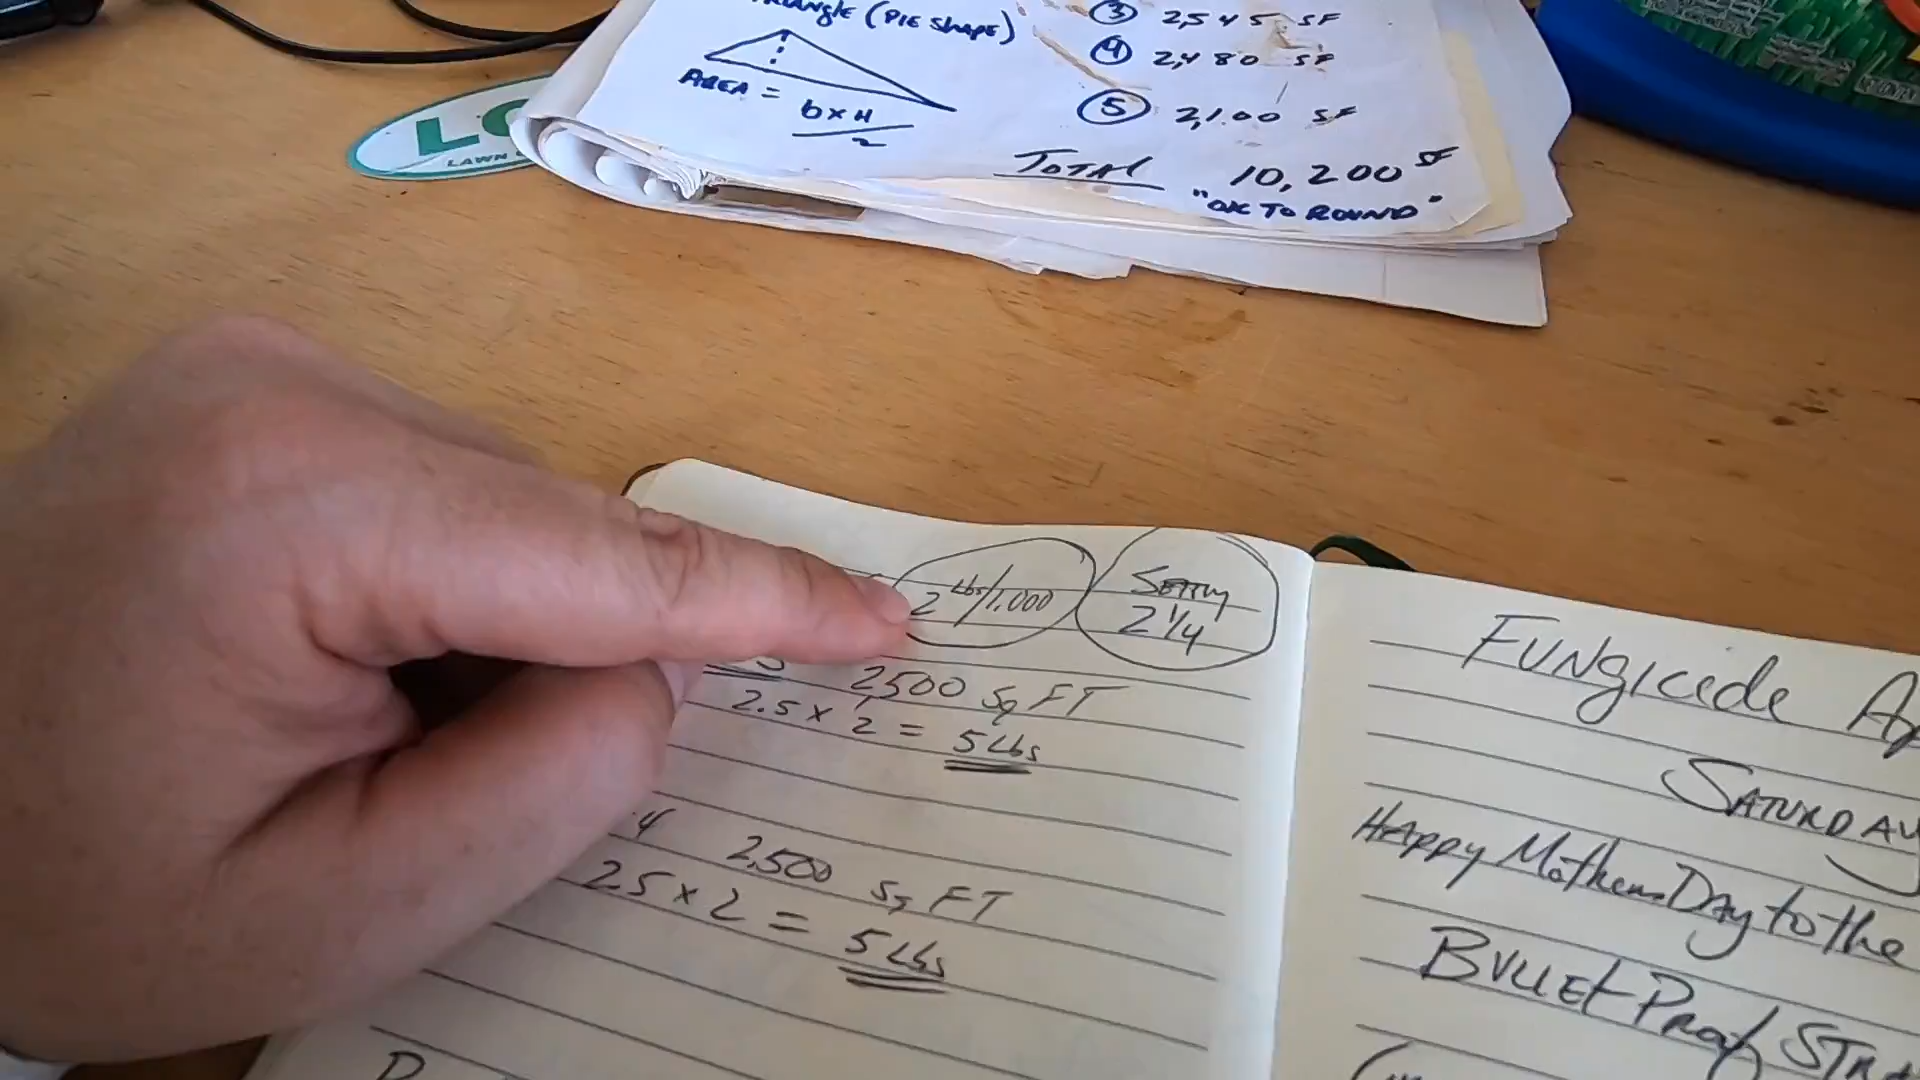 TRIANGLE (PIE SHAPE)
AREA = b x H
2
③ 2,545 SF
④ 2,480 SF
⑤ 2,100 SF
TOTAL 10,200 SF
"OK TO ROUND"
LAWN
2 Lbs/1,000
SETTING
2 1/4
2,500 Sq FT
2.5 x 2 = 5 Lbs
4 2,500 Sq FT
2.5 x 2 = 5 Lbs
FUNGICIDE
SATURDAY
HAPPY Mothers DAY to the
BULLET Proof